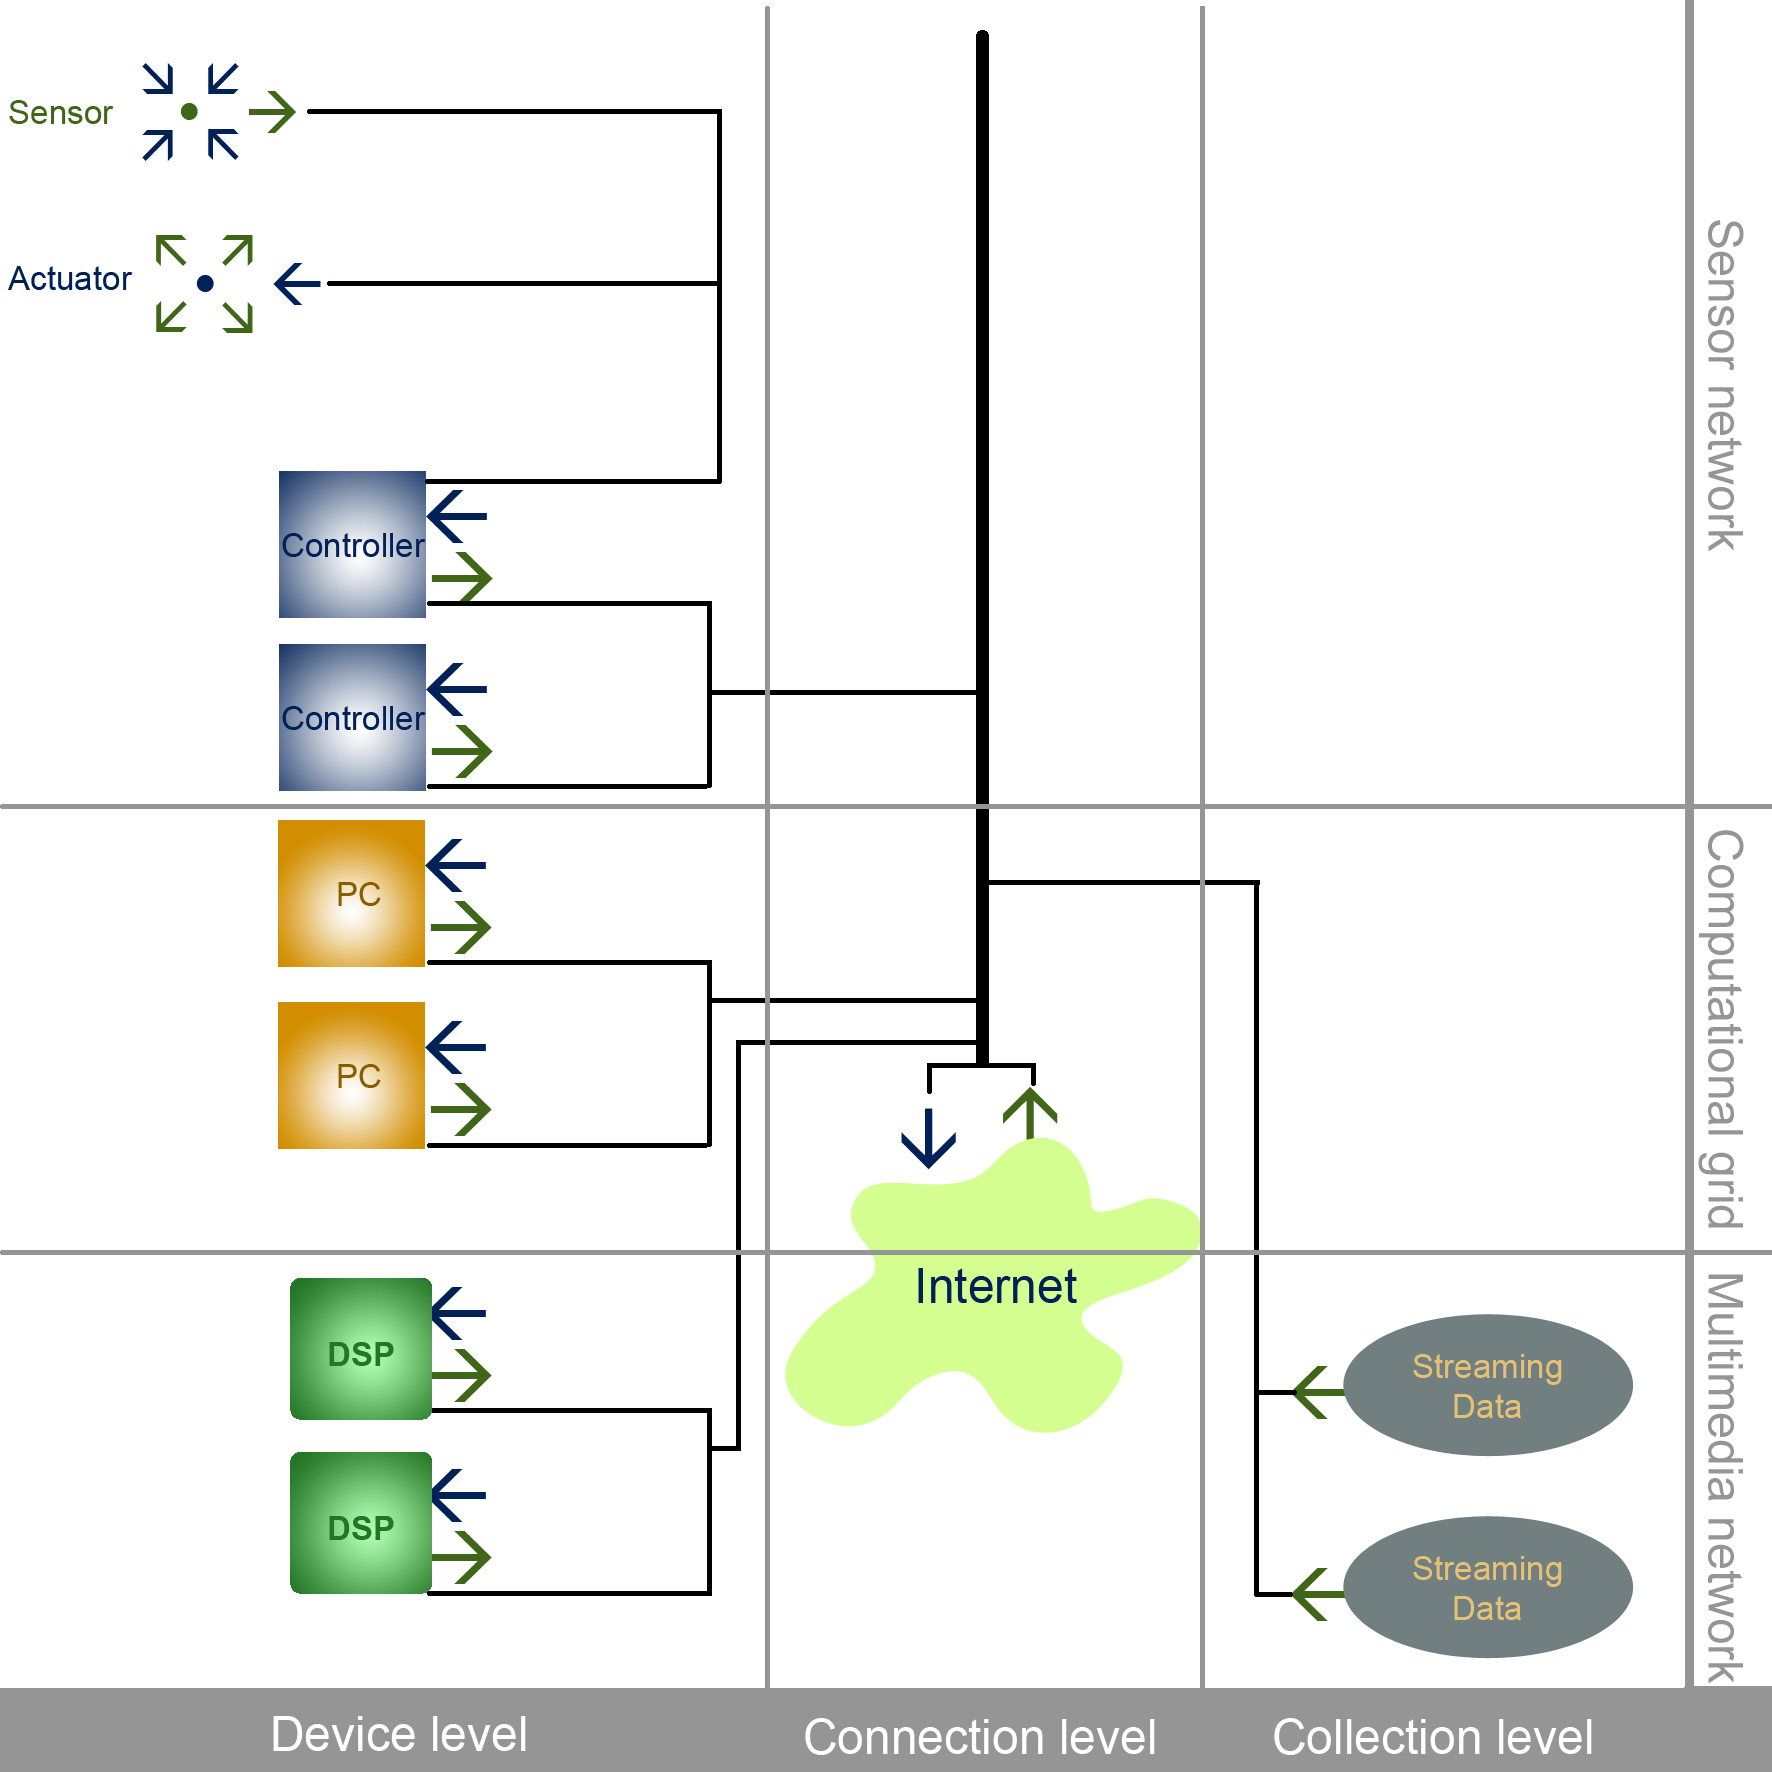 Sensor
Actuator
Controller
Controller
PC
PC
DSP
DSP
Internet
Streaming
Data
Streaming
Data
Sensor network
Computational grid
Multimedia network
Device level
Connection level
Collection level